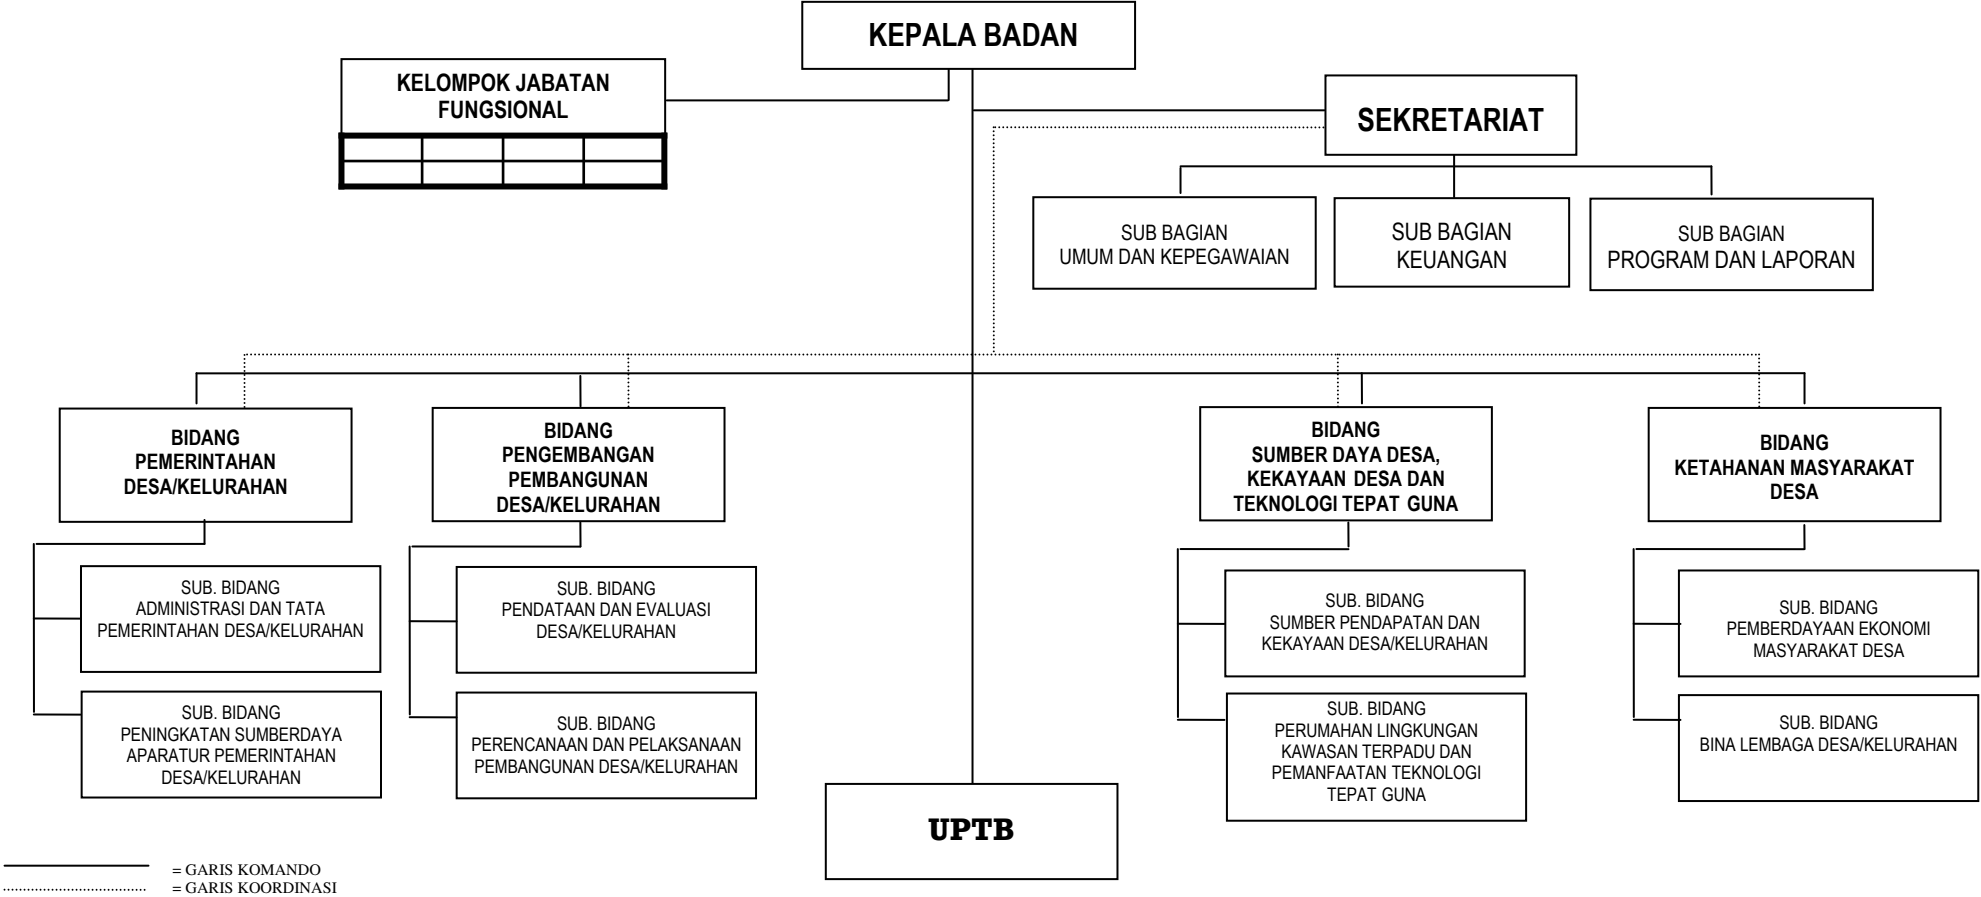 KEPALA BADAN
KELOMPOK JABATAN
FUNGSIONAL
SEKRETARIAT
SUB BAGIAN
UMUM DAN KEPEGAWAIAN
SUB BAGIAN
KEUANGAN
SUB BAGIAN
PROGRAM DAN LAPORAN
BIDANG
PEMERINTAHAN
DESA/KELURAHAN
BIDANG
PENGEMBANGAN
PEMBANGUNAN
DESA/KELURAHAN
BIDANG
SUMBER DAYA DESA,
KEKAYAAN DESA DAN
TEKNOLOGI TEPAT GUNA
BIDANG
KETAHANAN MASYARAKAT
DESA
SUB. BIDANG
ADMINISTRASI DAN TATA
PEMERINTAHAN DESA/KELURAHAN
SUB. BIDANG
PENDATAAN DAN EVALUASI
DESA/KELURAHAN
SUB. BIDANG
SUMBER PENDAPATAN DAN
KEKAYAAN DESA/KELURAHAN
SUB. BIDANG
PEMBERDAYAAN EKONOMI
MASYARAKAT DESA
SUB. BIDANG
PENINGKATAN SUMBERDAYA
APARATUR PEMERINTAHAN
DESA/KELURAHAN
SUB. BIDANG
PERENCANAAN DAN PELAKSANAAN
PEMBANGUNAN DESA/KELURAHAN
SUB. BIDANG
PERUMAHAN LINGKUNGAN
KAWASAN TERPADU DAN
PEMANFAATAN TEKNOLOGI
TEPAT GUNA
SUB. BIDANG
BINA LEMBAGA DESA/KELURAHAN
UPTB
= GARIS KOMANDO
= GARIS KOORDINASI